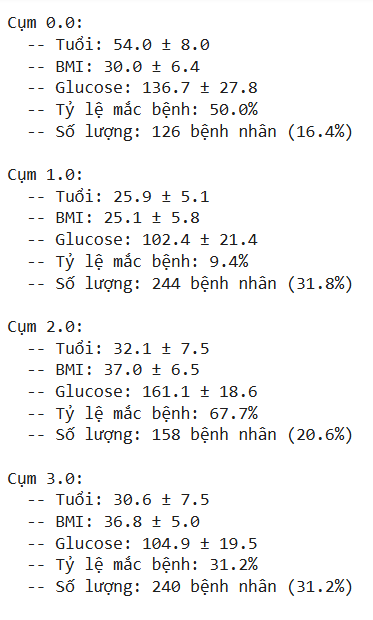 Cụm 0.0:
-- Tuổi: 54.0 ± 8.0
-- BMI: 30.0 ± 6.4
-- Glucose: 136.7 ± 27.8
-- Tỷ lệ mắc bệnh: 50.0%
-- Số lượng: 126 bệnh nhân (16.4%)
Cụm 1.0:
-- Tuổi: 25.9 ± 5.1
-- BMI: 25.1 ± 5.8
-- Glucose: 102.4 ± 21.4
-- Tỷ lệ mắc bệnh: 9.4%
-- Số lượng: 244 bệnh nhân (31.8%)
Cụm 2.0:
-- Tuổi: 32.1 ± 7.5
-- BMI: 37.0 ± 6.5
-- Glucose: 161.1 ± 18.6
-- Tỷ lệ mắc bệnh: 67.7%
-- Số lượng: 158 bệnh nhân (20.6%)
Cụm 3.0:
-- Tuổi: 30.6 ± 7.5
-- BMI: 36.8 ± 5.0
-- Glucose: 104.9 ± 19.5
-- Tỷ lệ mắc bệnh: 31.2%
-- Số lượng: 240 bệnh nhân (31.2%)